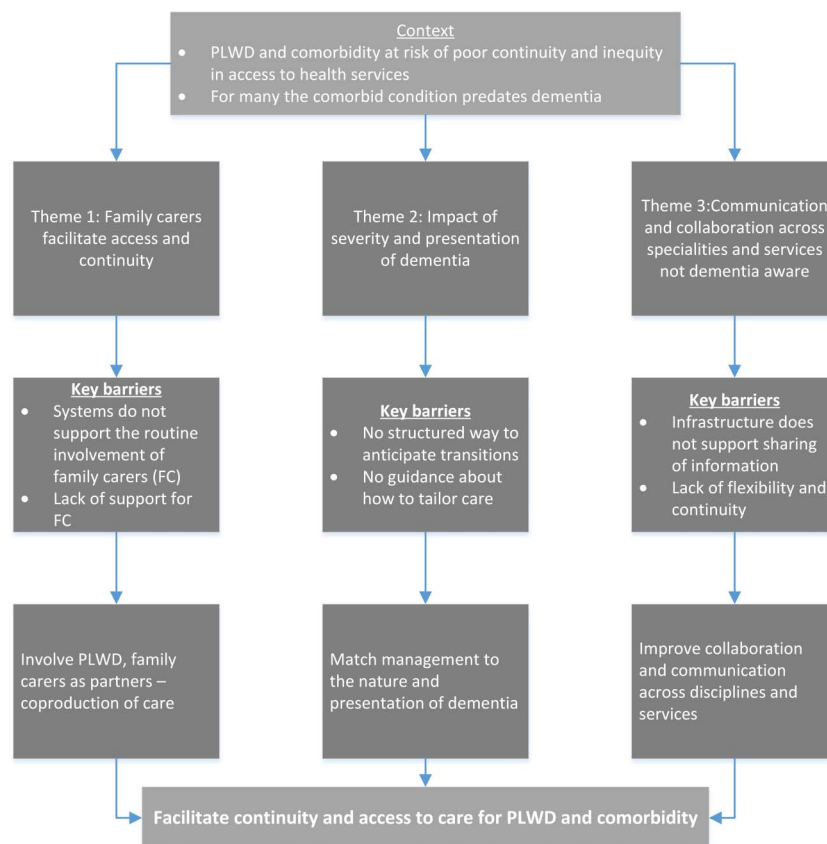 Context
• PLWD and comorbidity at risk of poor continuity and inequity
in access to health services
• For many the comorbid condition predates dementia
Theme 1: Family carers
facilitate access and
continuity
Theme 2: Impact of
severity and presentation
of dementia
Theme 3:Communication
and collaboration across
specialities and services
not dementia aware
Key barriers
• Systems do not
support the routine
involvement of
family carers (FC)
• Lack of support for
FC
Key barriers
• No structured way to
anticipate transitions
• No guidance about
how to tailor care
Key barriers
• Infrastructure does
not support sharing
of information
• Lack of flexibility and
continuity
Involve PLWD, family
carers as partners –
coproduction of care
Match management to
the nature and
presentation of dementia
Improve collaboration
and communication
across disciplines and
services
Facilitate continuity and access to care for PLWD and comorbidity